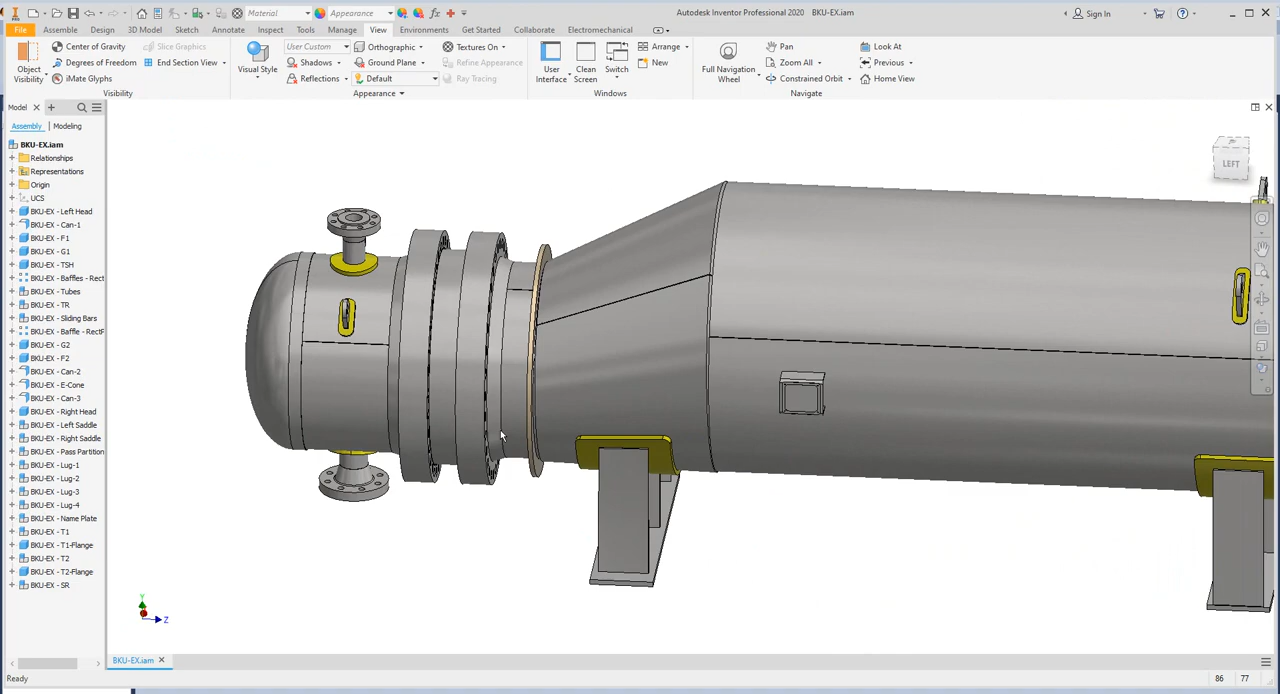 PRO
Material
Appearance
Autodesk Inventor Professional 2020   BKU-EX.iam
Sign In
File
Assemble
Design
3D Model
Sketch
Annotate
Inspect
Tools
Manage
View
Environments
Get Started
Collaborate
Electromechanical
Object
Visibility
Center of Gravity
Degrees of Freedom
iMate Glyphs
Slice Graphics
End Section View
Visibility
Visual Style
User Custom
Shadows
Reflections
Orthographic
Ground Plane
Default
Textures On
Refine Appearance
Ray Tracing
Appearance
User
Interface
Clean
Screen
Switch
Arrange
New
Windows
Full Navigation
Wheel
Pan
Zoom All
Constrained Orbit
Look At
Previous
Home View
Navigate
Model
Assembly
Modeling
BKU-EX.iam
Relationships
Representations
Origin
UCS
BKU-EX - Left Head
BKU-EX - Can-1
BKU-EX - F1
BKU-EX - G1
BKU-EX - TSH
BKU-EX - Baffles - Rect
BKU-EX - Tubes
BKU-EX - TR
BKU-EX - Sliding Bars
BKU-EX - Baffle - RectF
BKU-EX - G2
BKU-EX - F2
BKU-EX - Can-2
BKU-EX - E-Cone
BKU-EX - Can-3
BKU-EX - Right Head
BKU-EX - Left Saddle
BKU-EX - Right Saddle
BKU-EX - Pass Partition
BKU-EX - Lug-1
BKU-EX - Lug-2
BKU-EX - Lug-3
BKU-EX - Lug-4
BKU-EX - Name Plate
BKU-EX - T1
BKU-EX - T1-Flange
BKU-EX - T2
BKU-EX - T2-Flange
BKU-EX - SR
LEFT
Y
Z
BKU-EX.iam
Ready
86
77